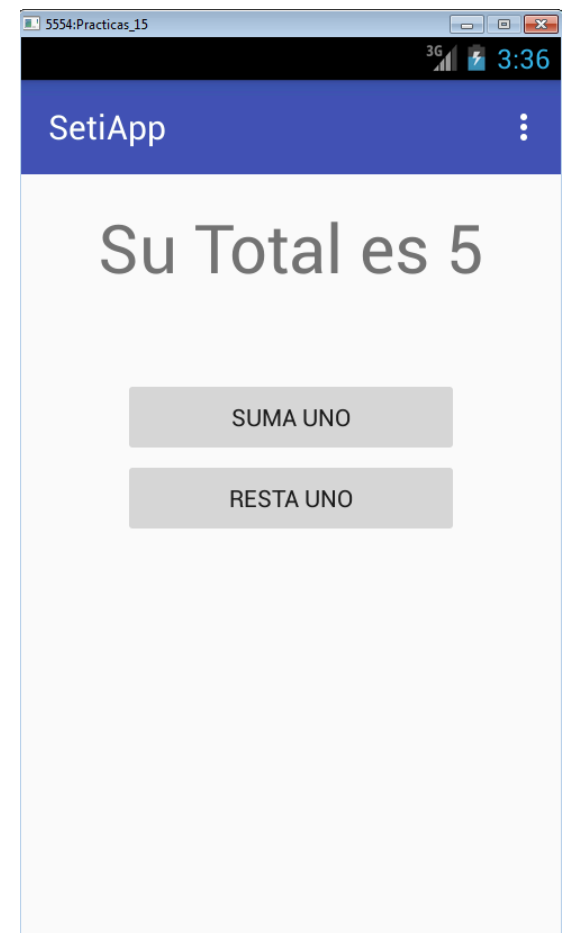 5554:Practicas_15
3G 3:36
SetiApp
Su Total es 5
SUMA UNO
RESTA UNO